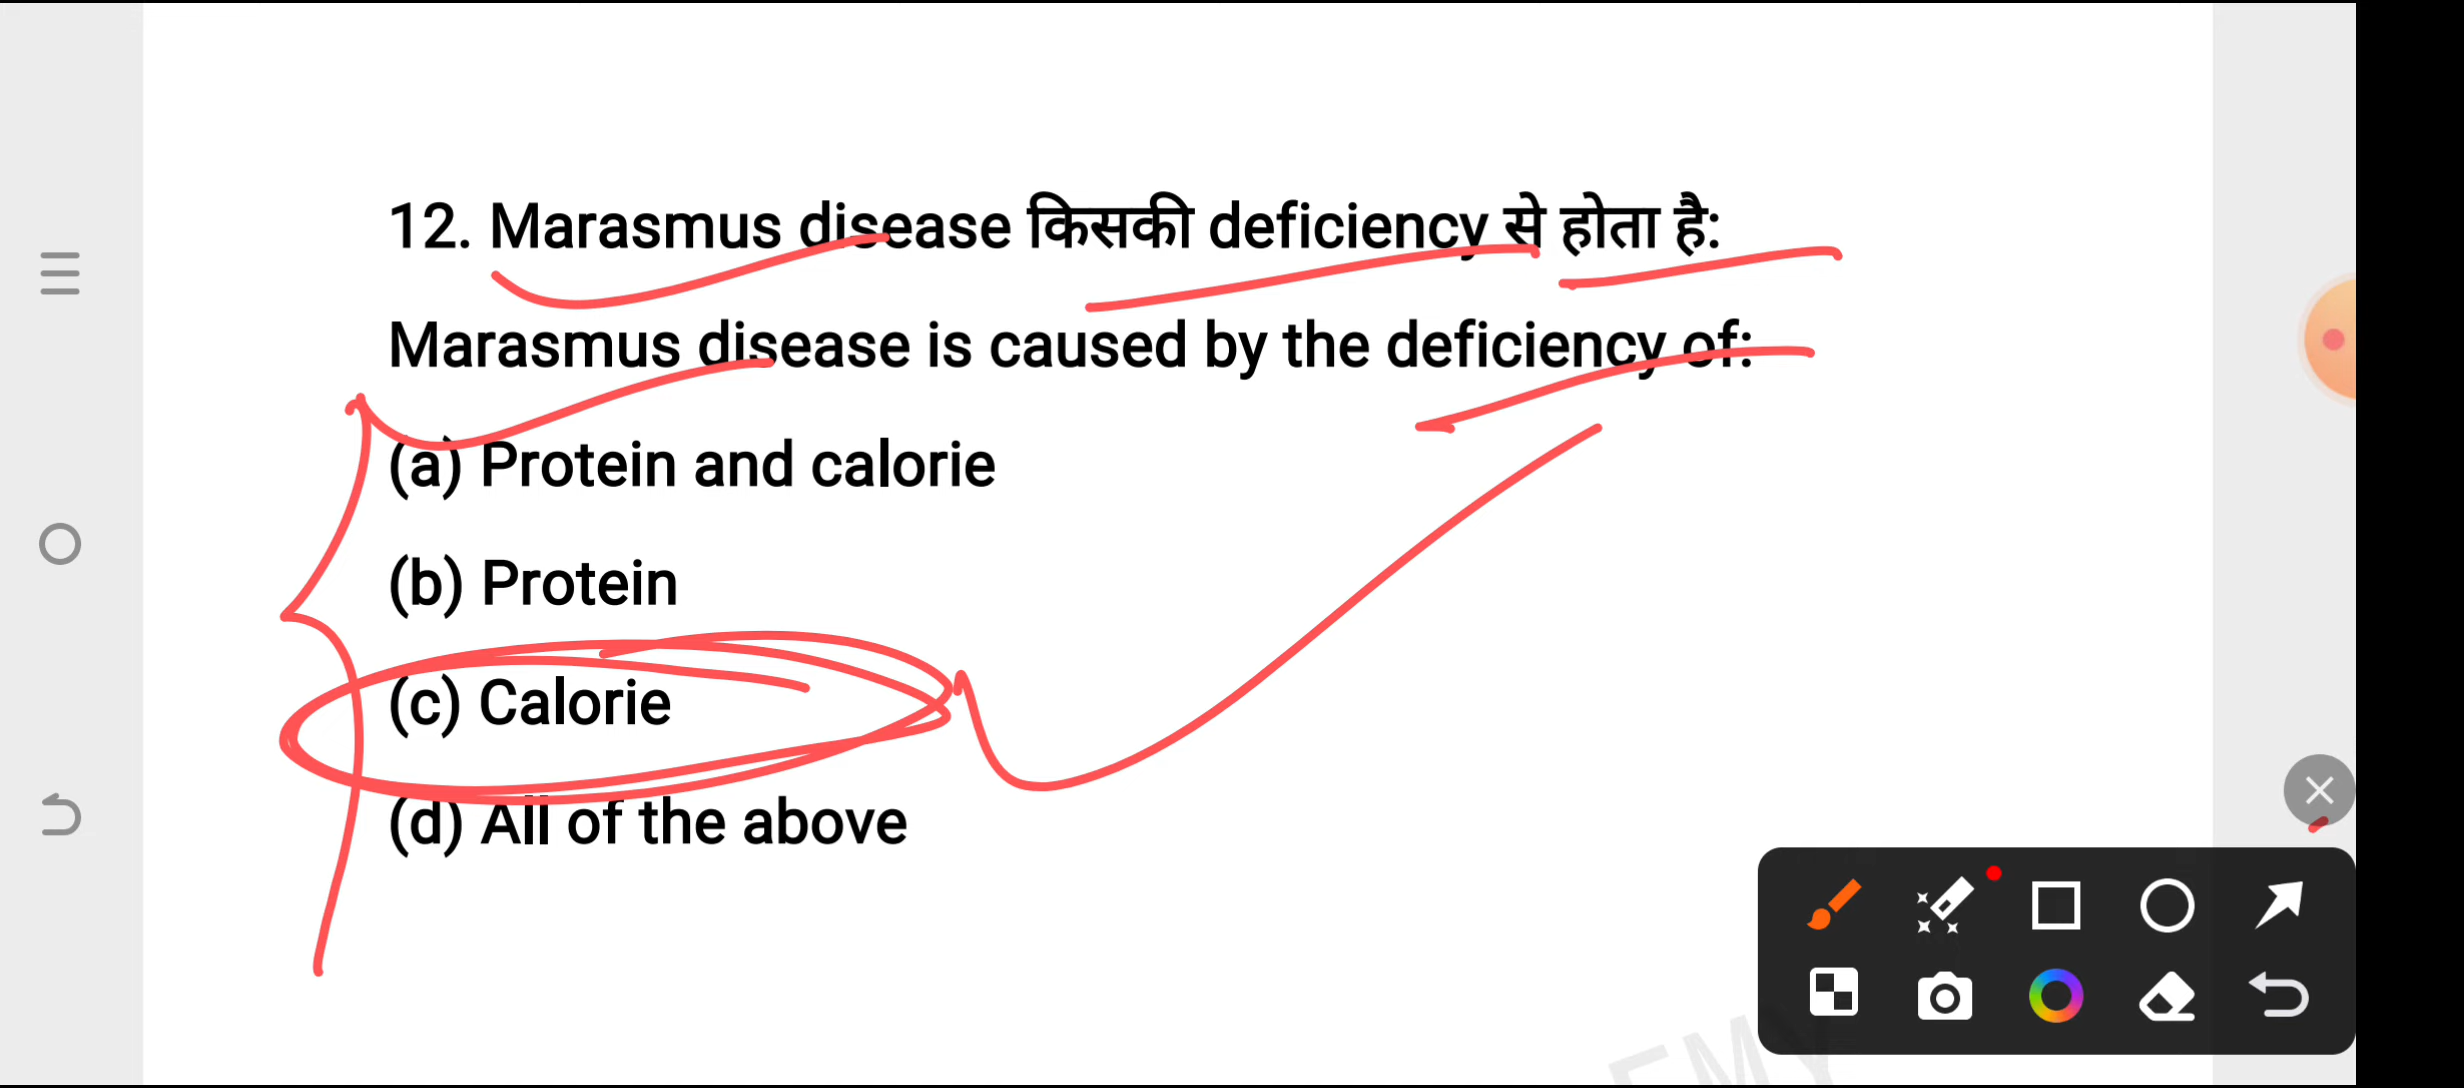 12. Marasmus disease किसकी deficiency से होता है:
Marasmus disease is caused by the deficiency of:
(a) Protein and calorie
(b) Protein
(c) Calorie
(d) All of the above